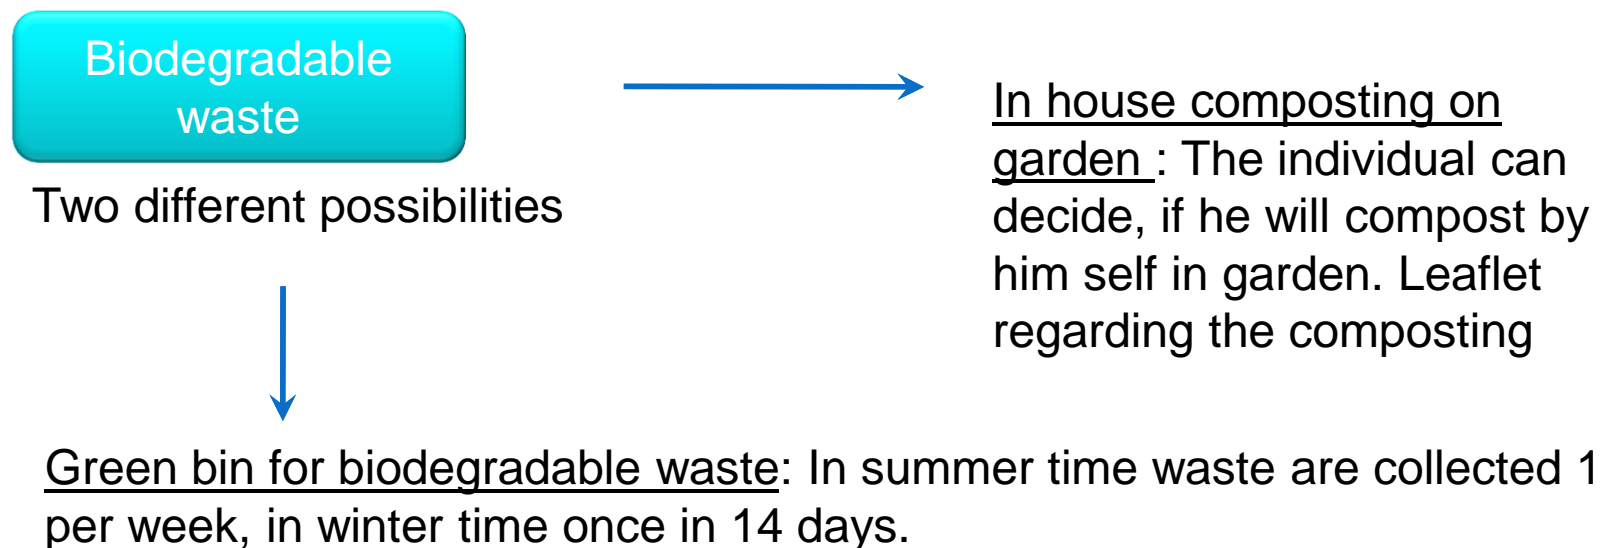 Biodegradable
waste
Two different possibilities
In house composting on
garden : The individual can
decide, if he will compost by
him self in garden. Leaflet
regarding the composting
Green bin for biodegradable waste: In summer time waste are collected 1
per week, in winter time once in 14 days.